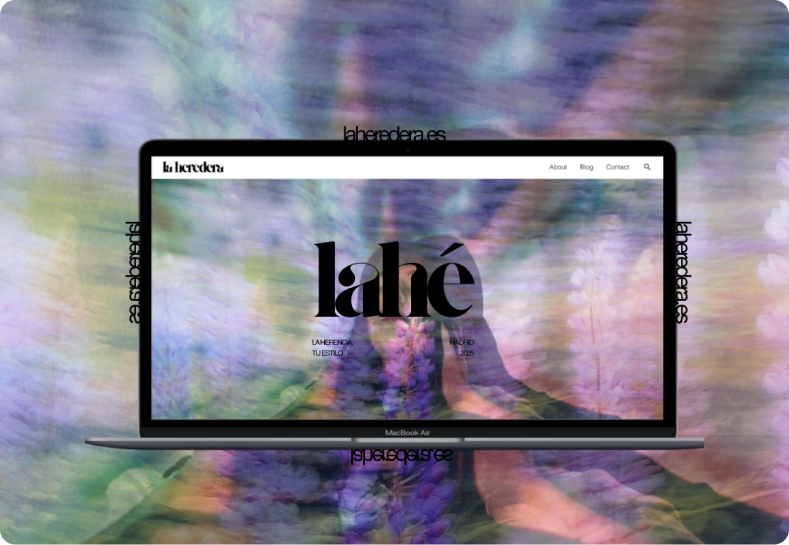 laheredera.es
la heredera
About Blog Contact
laheredera.es
laheredera.es
lahé
LA HERENCIA,
TU ESTILO
MADRID
2025
MacBook Air
laheredera.es